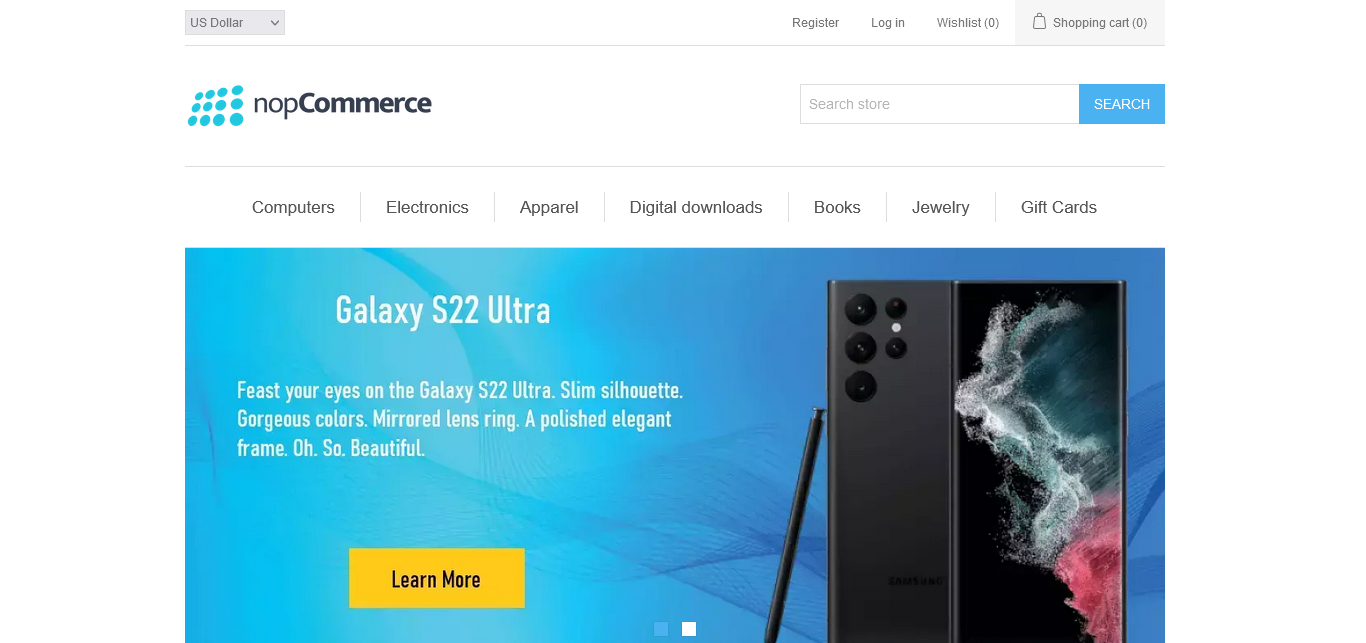 US Dollar
Register
Log in
Wishlist (0)
Shopping cart (0)
nopCommerce
Search store
SEARCH
Computers
Electronics
Apparel
Digital downloads
Books
Jewelry
Gift Cards
Galaxy S22 Ultra
Feast your eyes on the Galaxy S22 Ultra. Slim silhouette.
Gorgeous colors. Mirrored lens ring. A polished elegant
frame. Oh. So. Beautiful.
Learn More
SAMSUNG